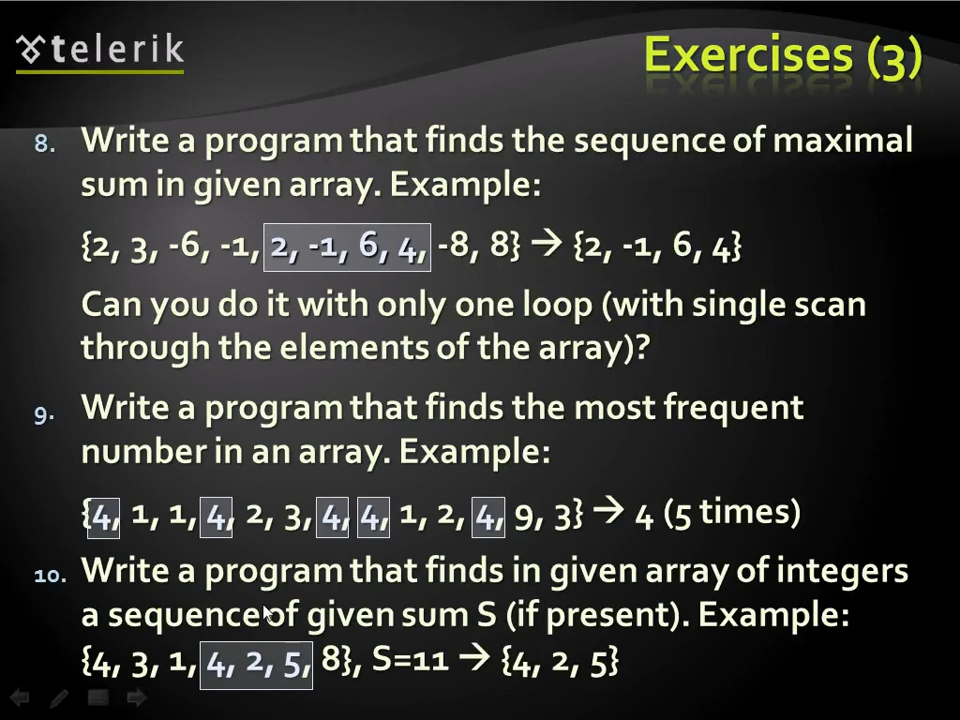 telerik
Exercises (3)
8. Write a program that finds the sequence of maximal
sum in given array. Example:
{2, 3, -6, -1, 2, -1, 6, 4, -8, 8} → {2, -1, 6, 4}
Can you do it with only one loop (with single scan
through the elements of the array)?
9. Write a program that finds the most frequent
number in an array. Example:
{4, 1, 1, 4, 2, 3, 4, 4, 1, 2, 4, 9, 3} → 4 (5 times)
10. Write a program that finds in given array of integers
a sequence of given sum S (if present). Example:
{4, 3, 1, 4, 2, 5, 8}, S=11 → {4, 2, 5}